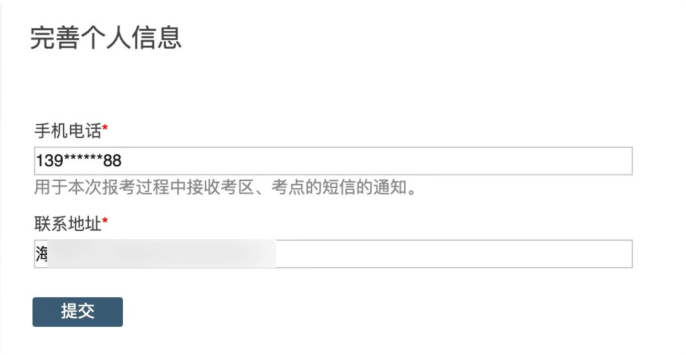 完善个人信息
手机电话*
139******88
用于本次报考过程中接收考区、考点的短信的通知。
联系地址*
海
提交